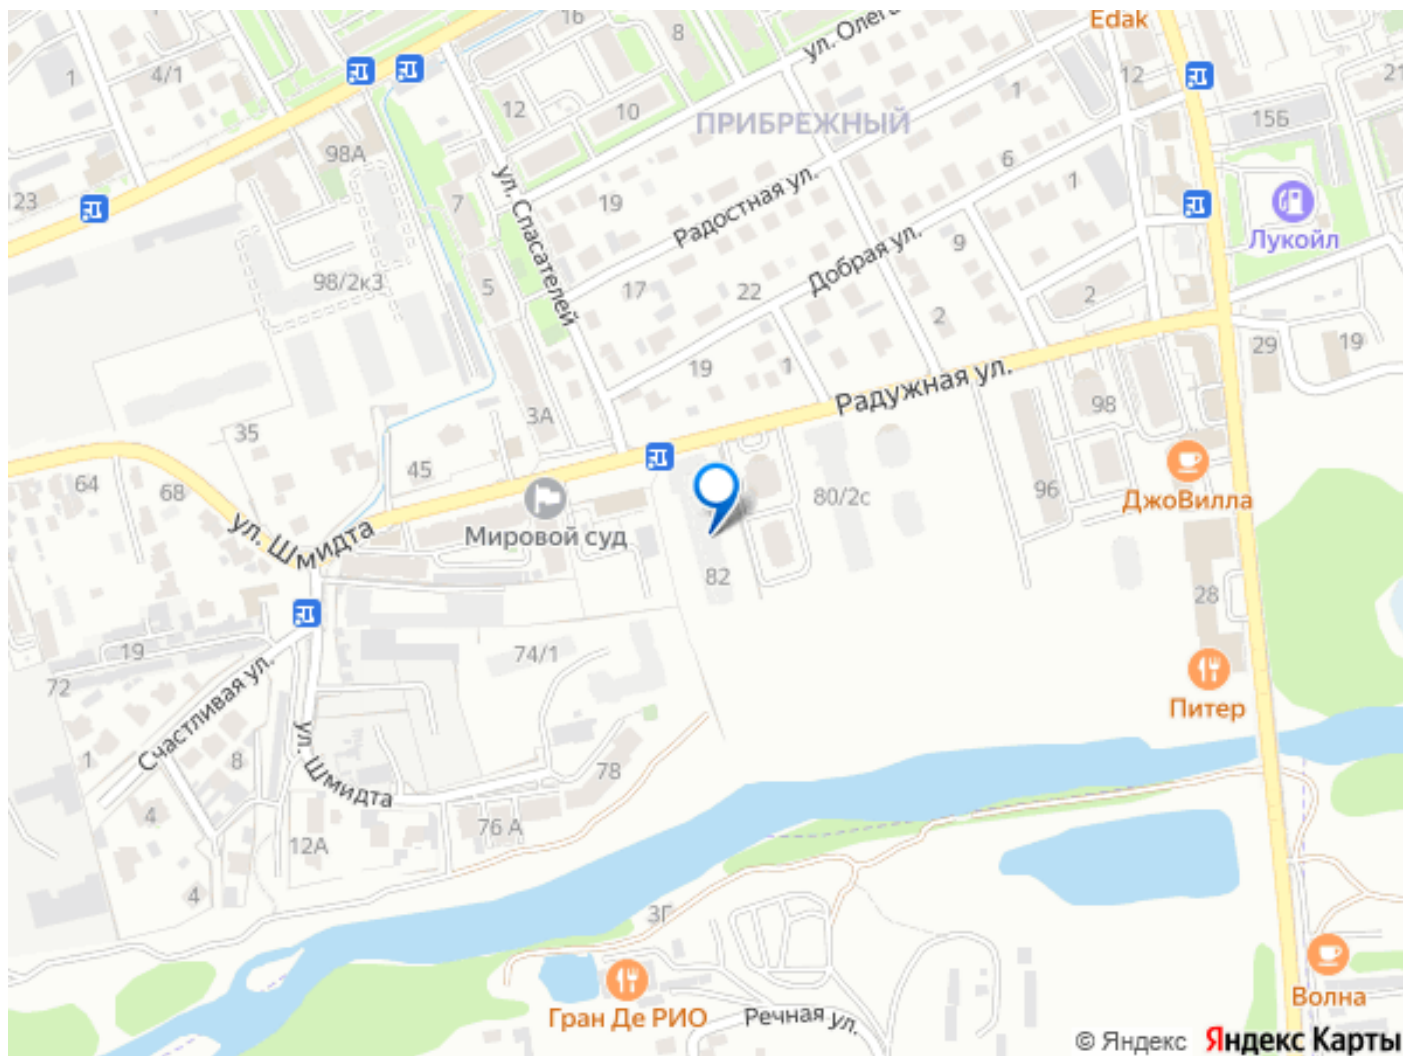 Edak
16
8
ул. Олега
1
4/1
12
21
12
10
1
15Б
ПРИБРЕЖНЫЙ
98А
6
ул. Спасателей
1
123
7
19
Радостная ул.
Лукойл
Добрая ул.
9
98/2к3
5
17
22
2
2
19
1
29
19
Радужная ул.
3А
98
35
45
64
68
96
80/2с
ДжоВилла
ул. Шмидта
Мировой суд
82
28
19
74/1
72
Счастливая ул.
Питер
ул. Шмидта
1
8
78
4
76 А
12А
4
3Г
Гран Де РИО
Речная ул.
Волна
© Яндекс Яндекс Карты